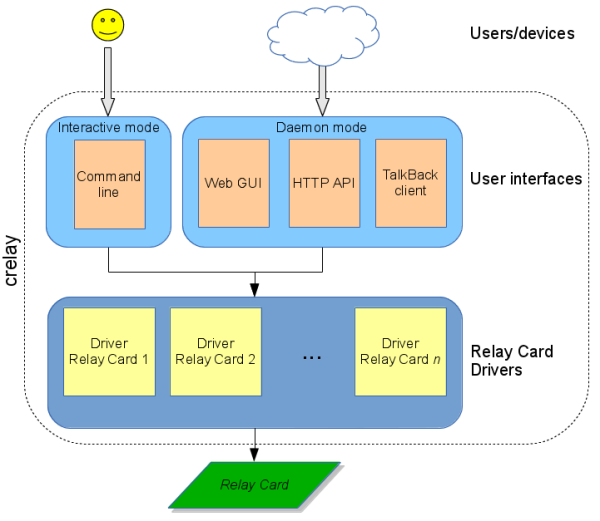 Users/devices
Interactive mode
Daemon mode
Command
line
Web GUI
HTTP API
TalkBack
client
User interfaces
crelay
Driver
Relay Card 1
Driver
Relay Card 2
...
Driver
Relay Card n
Relay Card
Drivers
Relay Card